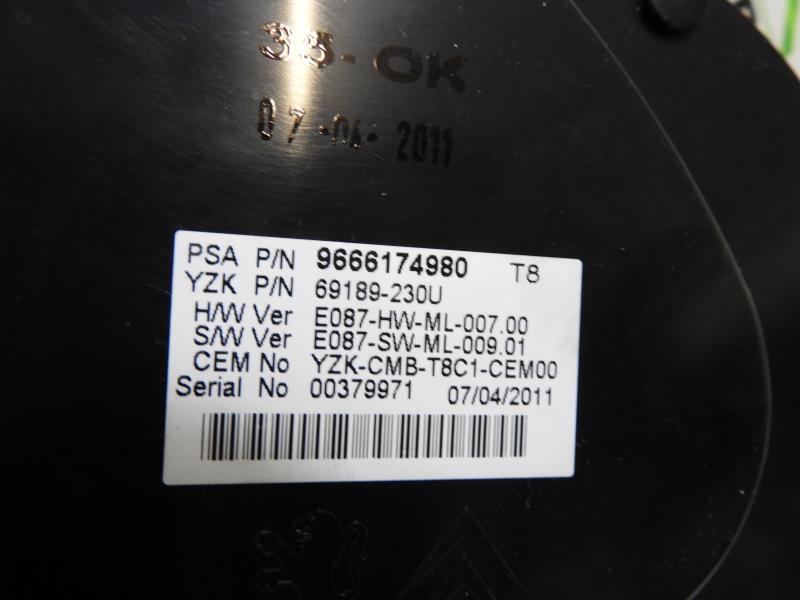 35-OK
07-04-2011
PSA P/N 9666174980 T8
YZK P/N 69189-230U
H/W Ver E087-HW-ML-007.00
S/W Ver E087-SW-ML-009.01
CEM No YZK-CMB-T8C1-CEM00
Serial No 00379971 07/04/2011